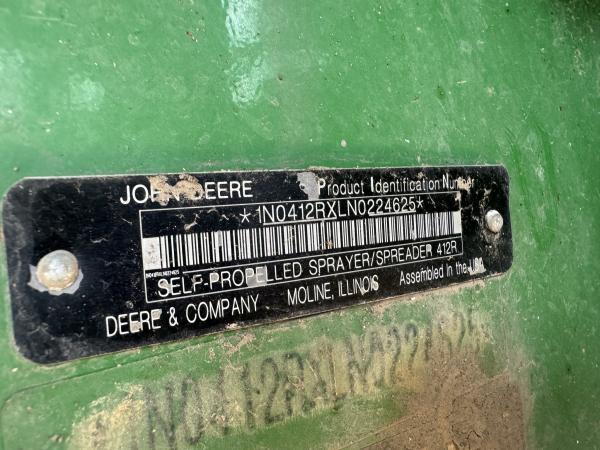 JOHN DEERE Product Identification Number
*1N0412RXLN0224625*
SELF-PROPELLED SPRAYER/SPREADER 412R
DEERE & COMPANY MOLINE, ILLINOIS Assembled in the USA